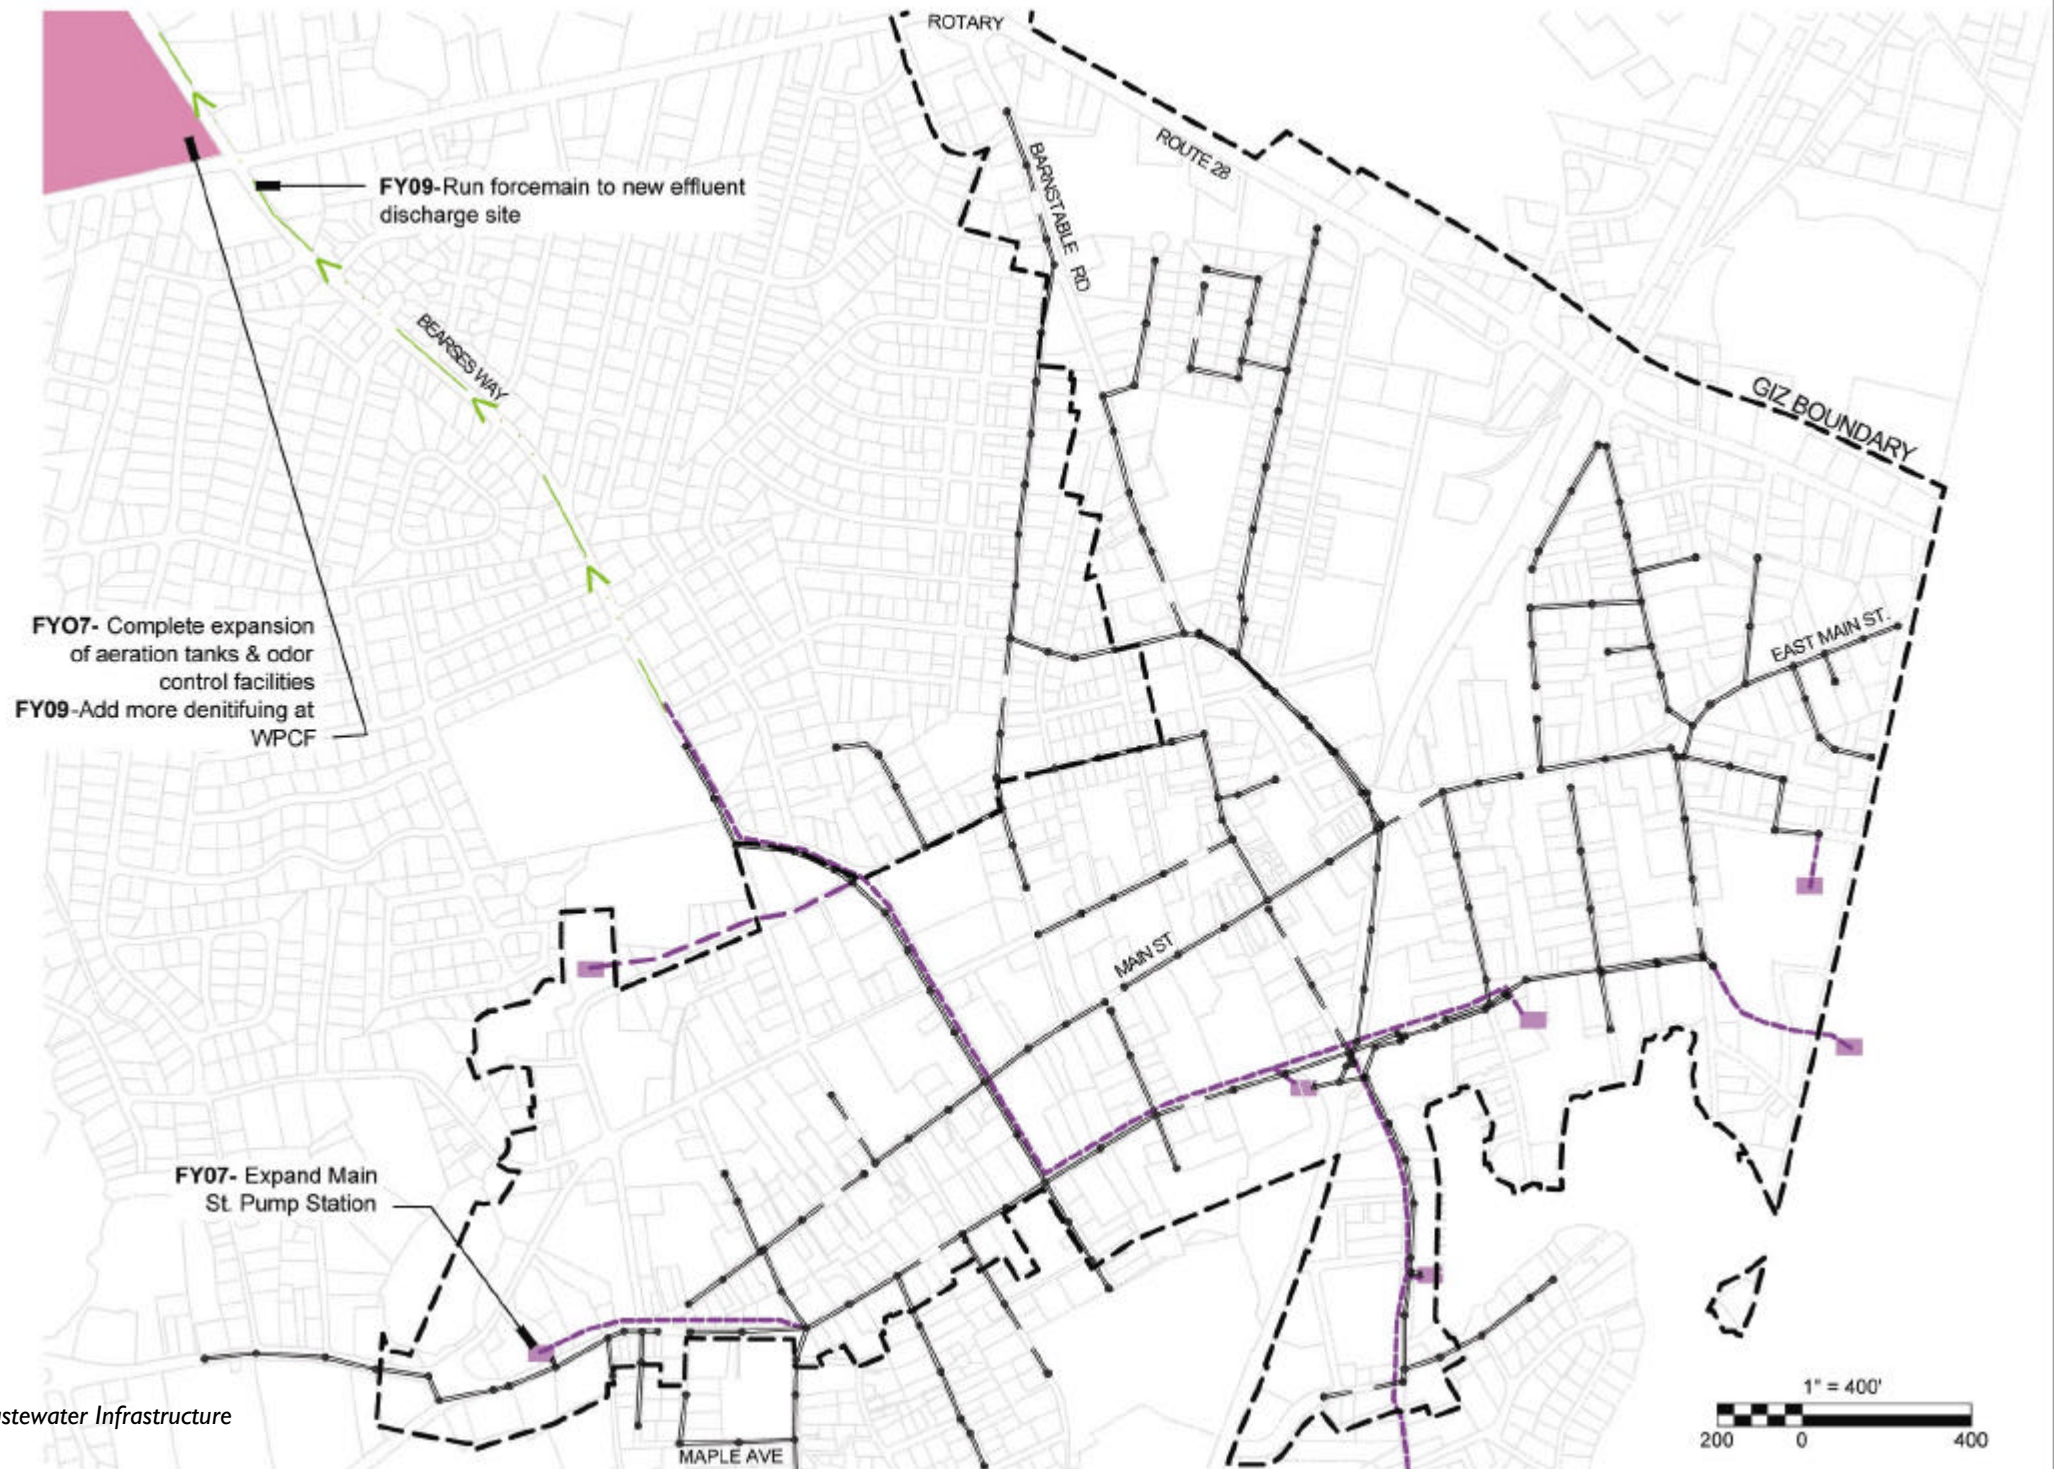 ROTARY
ROUTE 28
BARNSTABLE RD
FY09-Run forcemain to new effluent
discharge site
BEARSES WAY
GIZ BOUNDARY
FYO7- Complete expansion
of aeration tanks & odor
control facilities
FY09-Add more denitifuing at
WPCF
EAST MAIN ST.
MAIN ST
FY07- Expand Main
St. Pump Station
1" = 400'
200 0 400
stewater Infrastructure
MAPLE AVE